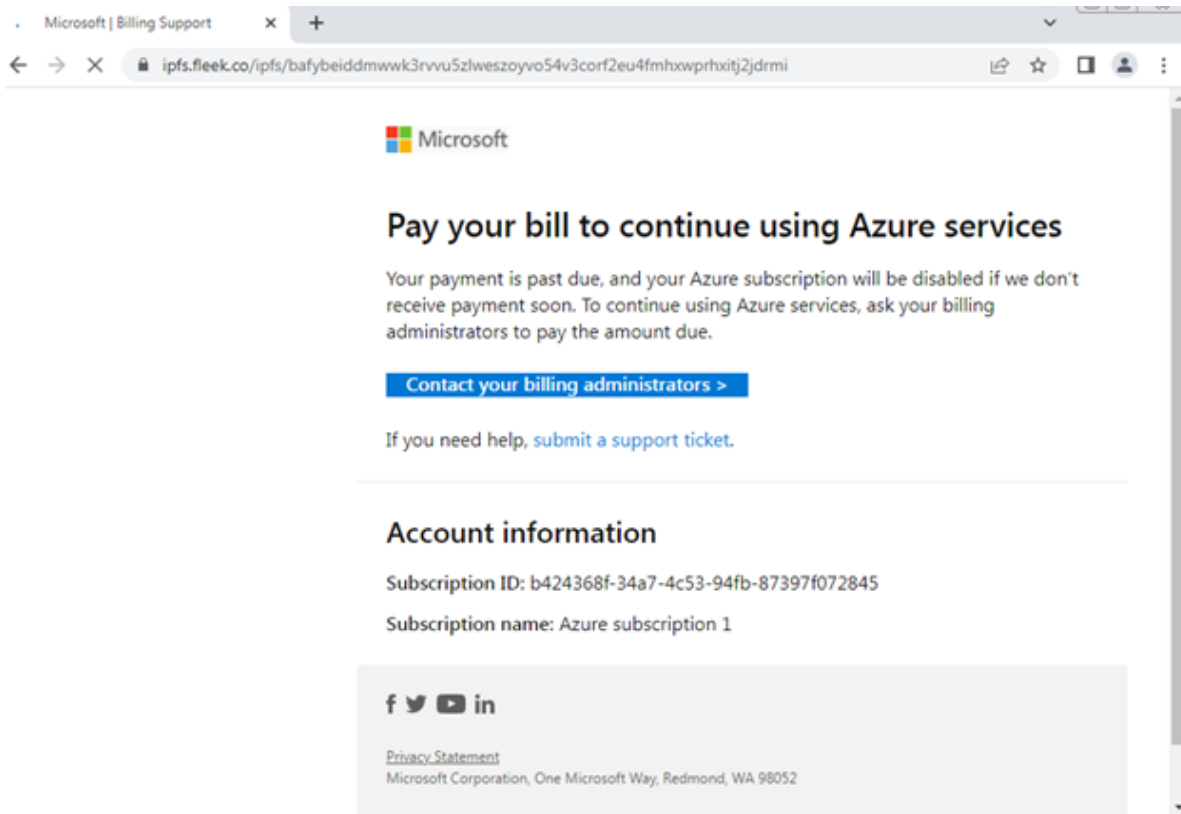 Microsoft | Billing Support
ipfs.fleek.co/ipfs/bafybeiddmwwk3rvvu5zlweszoyvo54v3corf2eu4fmhxwprhxitj2jdrmi
Microsoft
Pay your bill to continue using Azure services
Your payment is past due, and your Azure subscription will be disabled if we don't
receive payment soon. To continue using Azure services, ask your billing
administrators to pay the amount due.
Contact your billing administrators >
If you need help, submit a support ticket.
Account information
Subscription ID: b424368f-34a7-4c53-94fb-87397f072845
Subscription name: Azure subscription 1
Privacy Statement
Microsoft Corporation, One Microsoft Way, Redmond, WA 98052